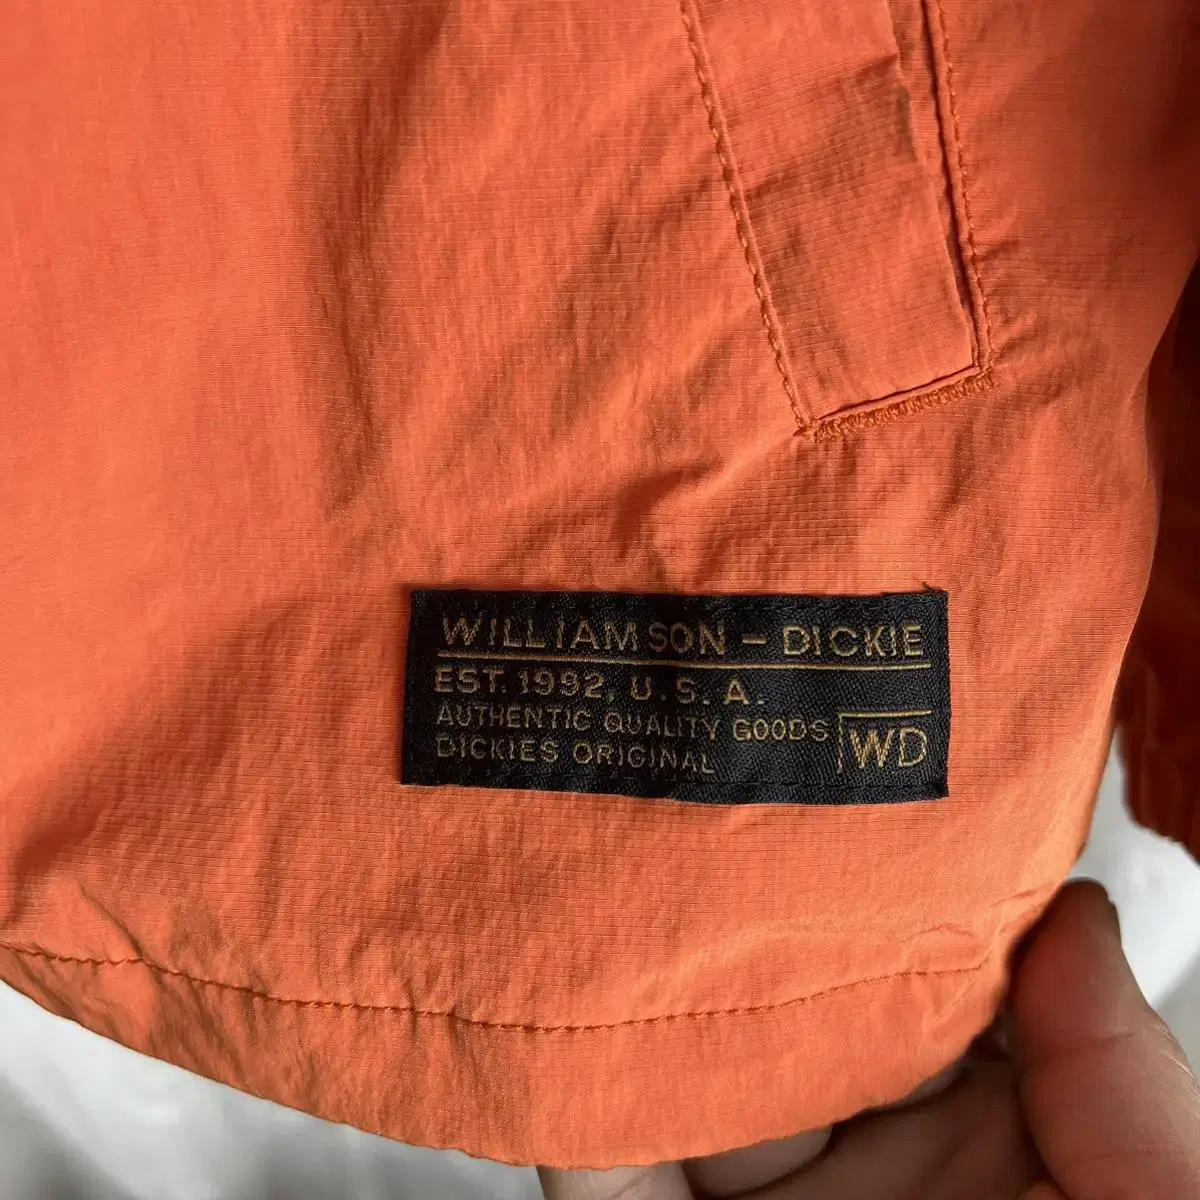 WILLIAMSON – DICKIE
EST. 1992, U.S.A.
AUTHENTIC QUALITY GOODS
DICKIES ORIGINAL
WD